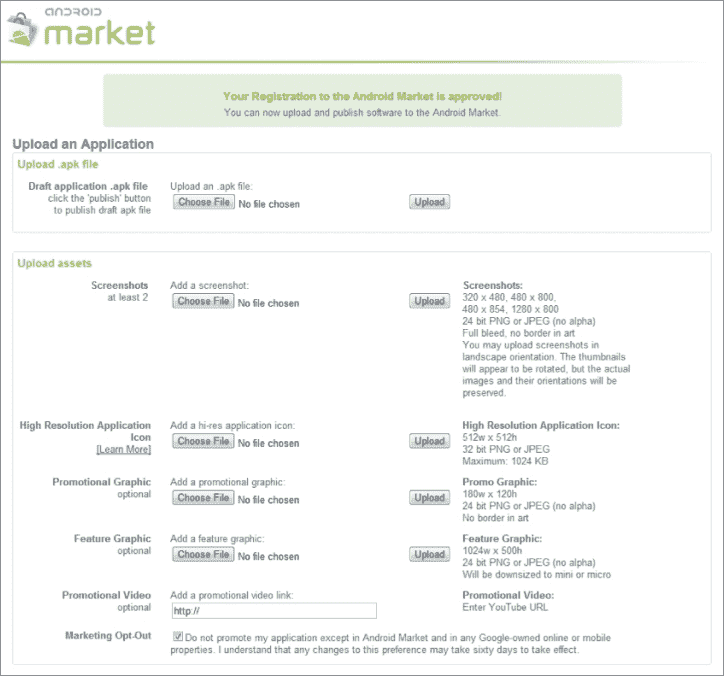 ANDROID
market
Your Registration to the Android Market is approved!
You can now upload and publish software to the Android Market.
Upload an Application
Upload .apk file
Draft application .apk file
click the 'publish' button
to publish draft apk file
Upload an .apk file:
Choose File No file chosen
Upload
Upload assets
Screenshots
at least 2
Add a screenshot:
Choose File No file chosen
Upload
Screenshots:
320 x 480, 480 x 800,
480 x 854, 1280 x 800
24 bit PNG or JPEG (no alpha)
Full bleed, no border in art
You may upload screenshots in
landscape orientation. The thumbnails
will appear to be rotated, but the actual
images and their orientations will be
preserved.
High Resolution Application
Icon
[Learn More]
Add a hi-res application icon:
Choose File No file chosen
Upload
High Resolution Application Icon:
512w x 512h
32 bit PNG or JPEG
Maximum: 1024 KB
Promotional Graphic
optional
Add a promotional graphic:
Choose File No file chosen
Upload
Promo Graphic:
180w x 120h
24 bit PNG or JPEG (no alpha)
No border in art
Feature Graphic
optional
Add a feature graphic:
Choose File No file chosen
Upload
Feature Graphic:
1024w x 500h
24 bit PNG or JPEG (no alpha)
Will be downsized to mini or micro
Promotional Video
optional
Add a promotional video link:
http://
Promotional Video:
Enter YouTube URL
Marketing Opt-Out
Do not promote my application except in Android Market and in any Google-owned online or mobile
properties. I understand that any changes to this preference may take sixty days to take effect.